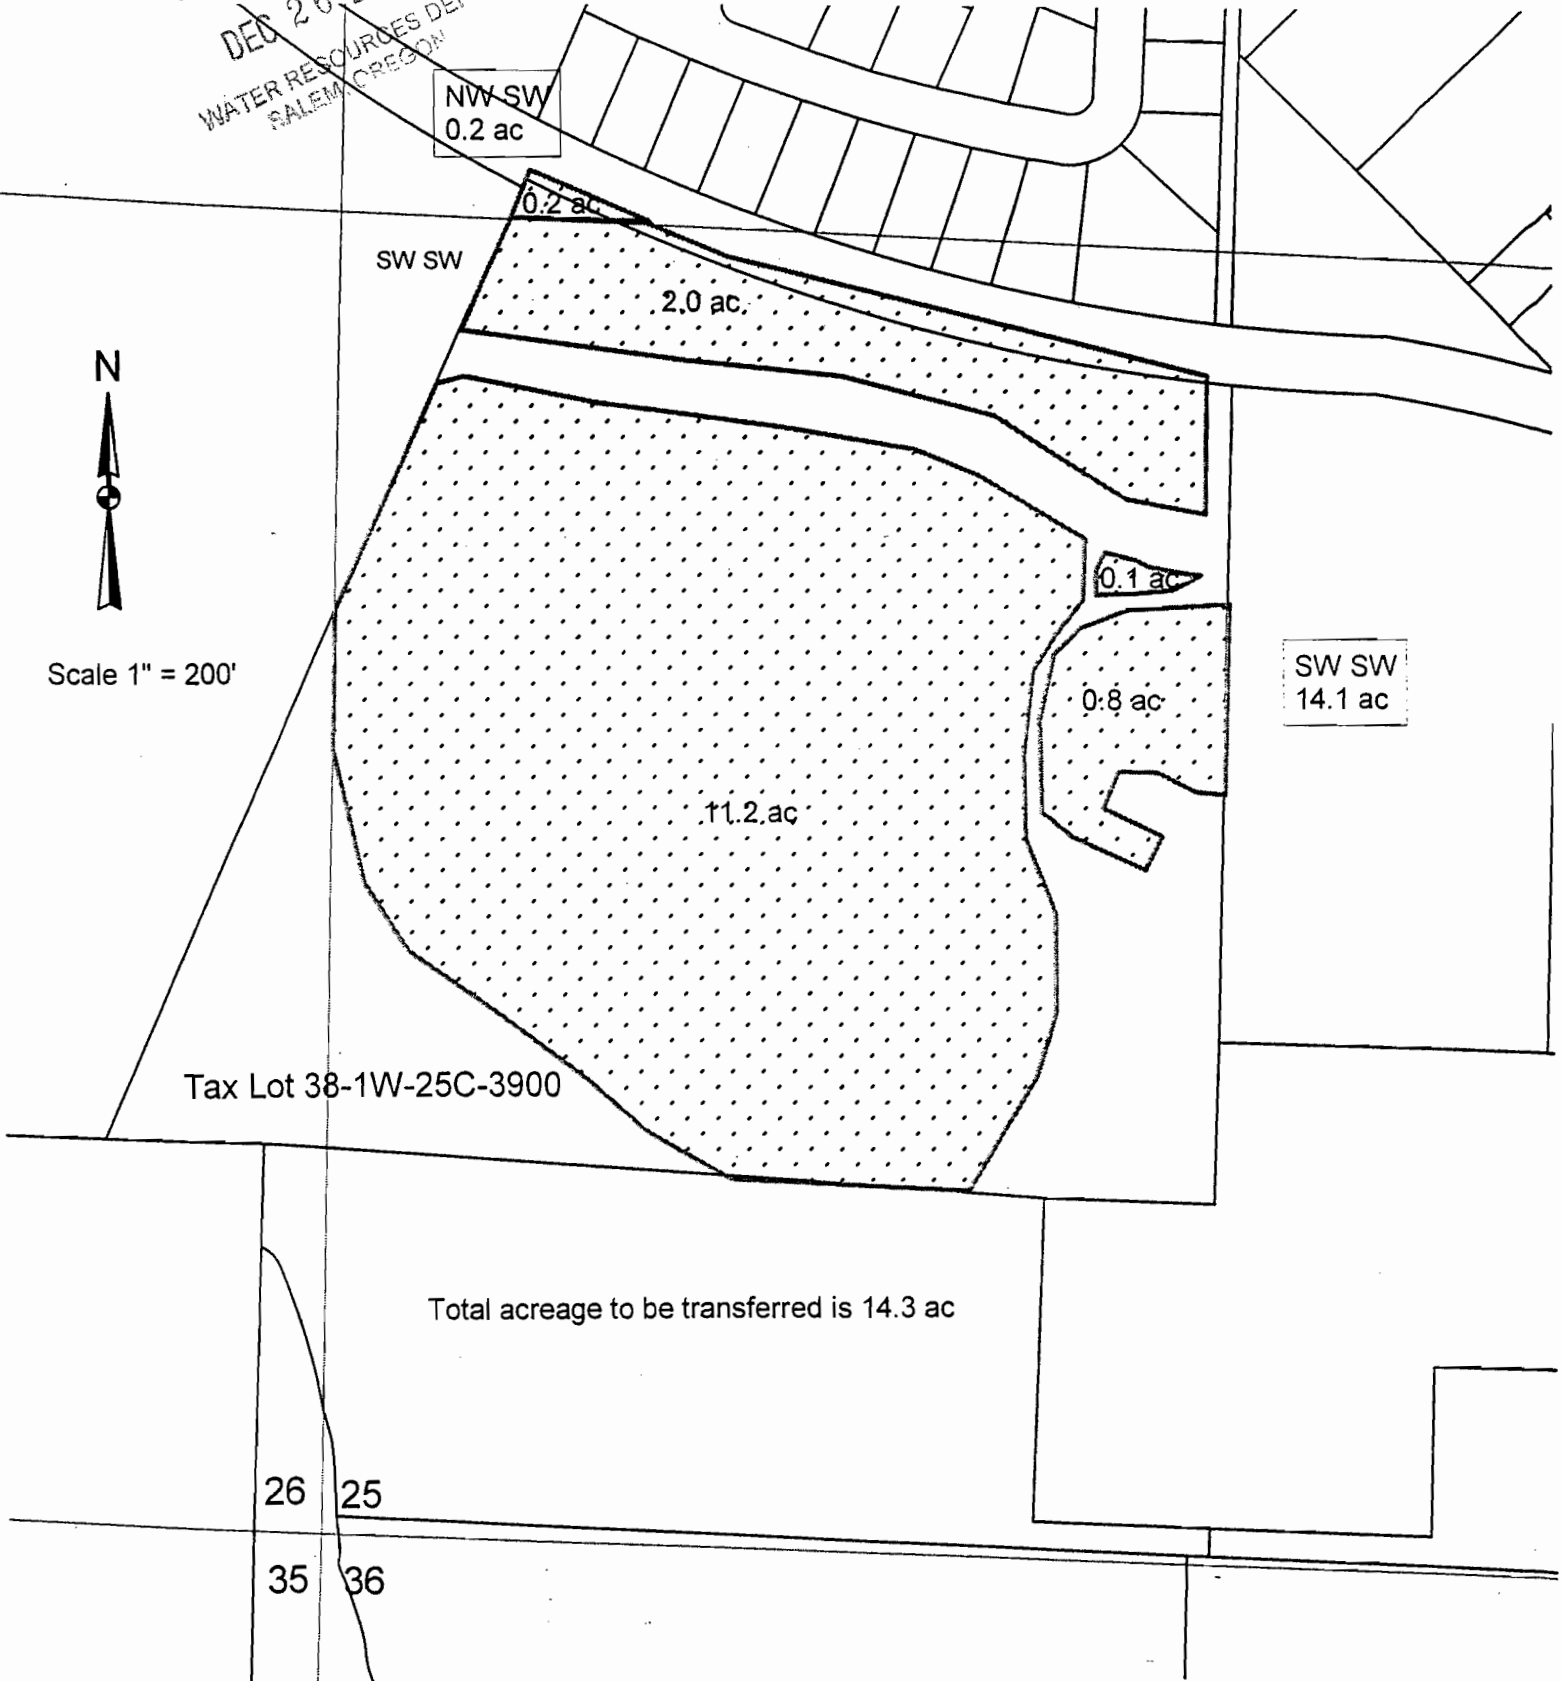 DEC 26
WATER RESOURCES
SALEM, OREGON
NW SW
0.2 ac
0.2 ac
SW SW
2.0 ac
N
0.1 ac
Scale 1" = 200'
SW SW
14.1 ac
0.8 ac
11.2 ac
Tax Lot 38-1W-25C-3900
Total acreage to be transferred is 14.3 ac
26 25
35 36